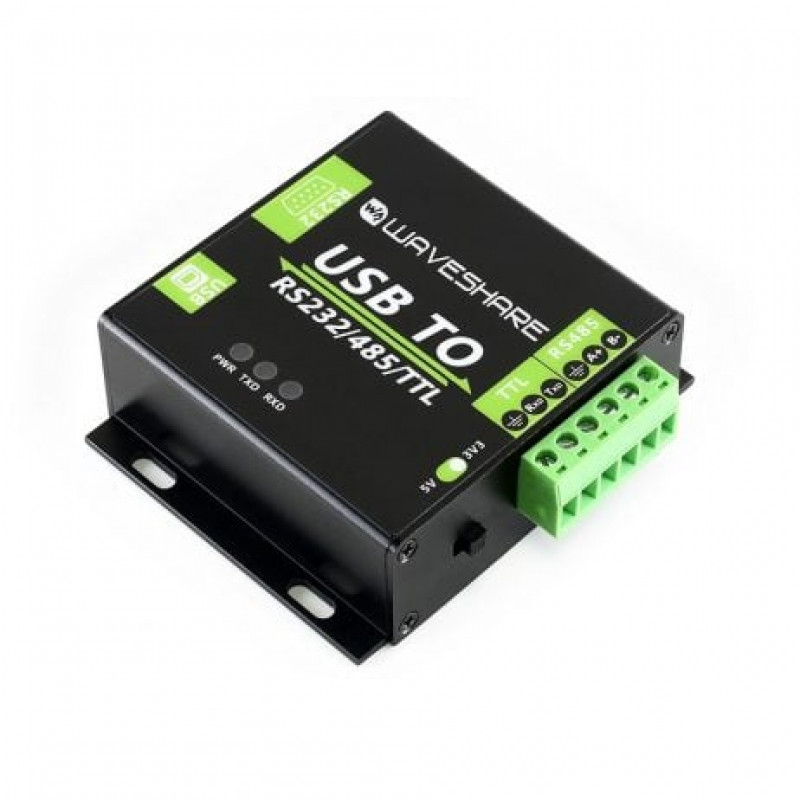 RS232
USB
WAVESHARE
USB TO
RS232/485/TTL
PWR
TXD
RXD
TTL
RS485
RXD
TXD
A+
B-
5V
3V3